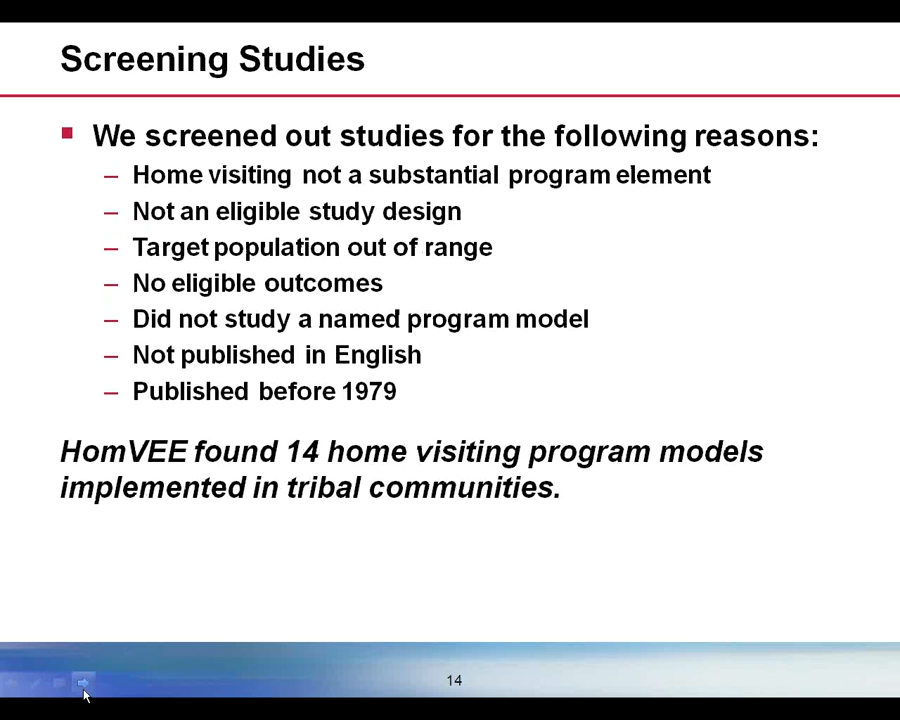 Screening Studies
We screened out studies for the following reasons:
– Home visiting not a substantial program element
– Not an eligible study design
– Target population out of range
– No eligible outcomes
– Did not study a named program model
– Not published in English
– Published before 1979
HomVEE found 14 home visiting program models
implemented in tribal communities.
14